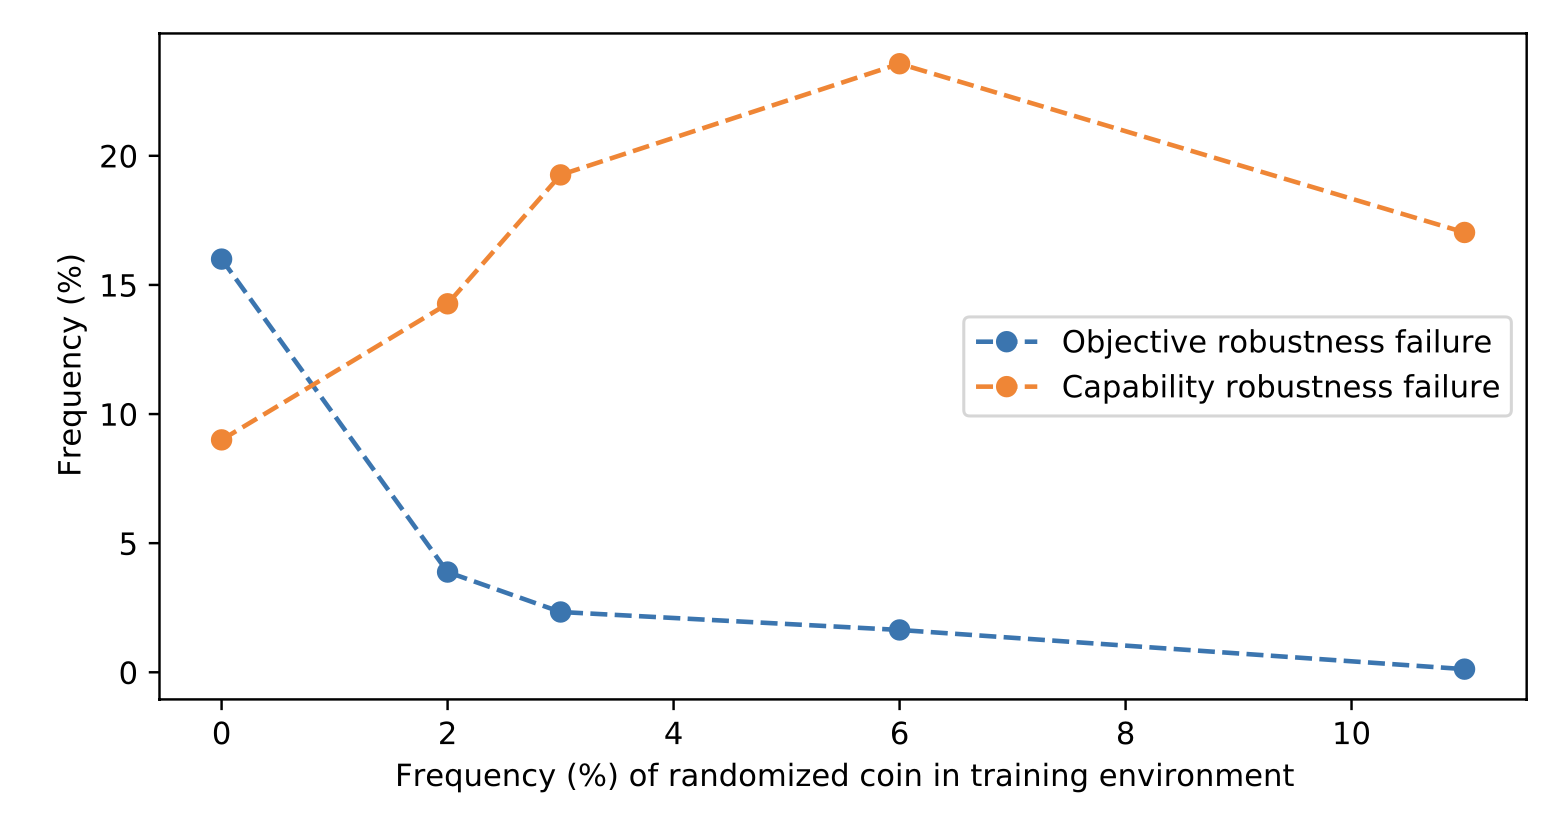 20
15
10
5
0
Frequency (%)
Objective robustness failure
Capability robustness failure
0 2 4 6 8 10
Frequency (%) of randomized coin in training environment